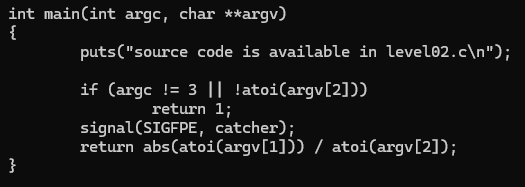 int main(int argc, char **argv)
{
        puts("source code is available in level02.c\n");

        if (argc != 3 || !atoi(argv[2]))
                return 1;
        signal(SIGFPE, catcher);
        return abs(atoi(argv[1])) / atoi(argv[2]);
}